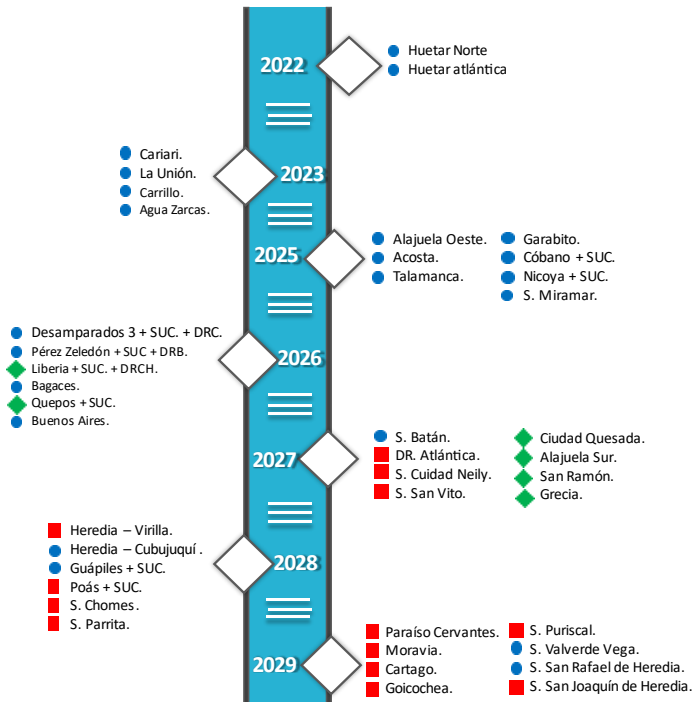 2022
Huetar Norte
Huetar atlántica
2023
Cariari.
La Unión.
Carrillo.
Agua Zarcas.
2025
Alajuela Oeste.
Acosta.
Talamanca.
Garabito.
Cóbano + SUC.
Nicoya + SUC.
S. Miramar.
2026
Desamparados 3 + SUC. + DRC.
Pérez Zeledón + SUC + DRB.
Liberia + SUC. + DRCH.
Bagaces.
Quepos + SUC.
Buenos Aires.
2027
S. Batán.
DR. Atlántica.
S. Cuidad Neily.
S. San Vito.
Ciudad Quesada.
Alajuela Sur.
San Ramón.
Grecia.
2028
Heredia – Virilla.
Heredia – Cubujuquí .
Guápiles + SUC.
Poás + SUC.
S. Chomes.
S. Parrita.
2029
Paraíso Cervantes.
Moravia.
Cartago.
Goicochea.
S. Puriscal.
S. Valverde Vega.
S. San Rafael de Heredia.
S. San Joaquín de Heredia.